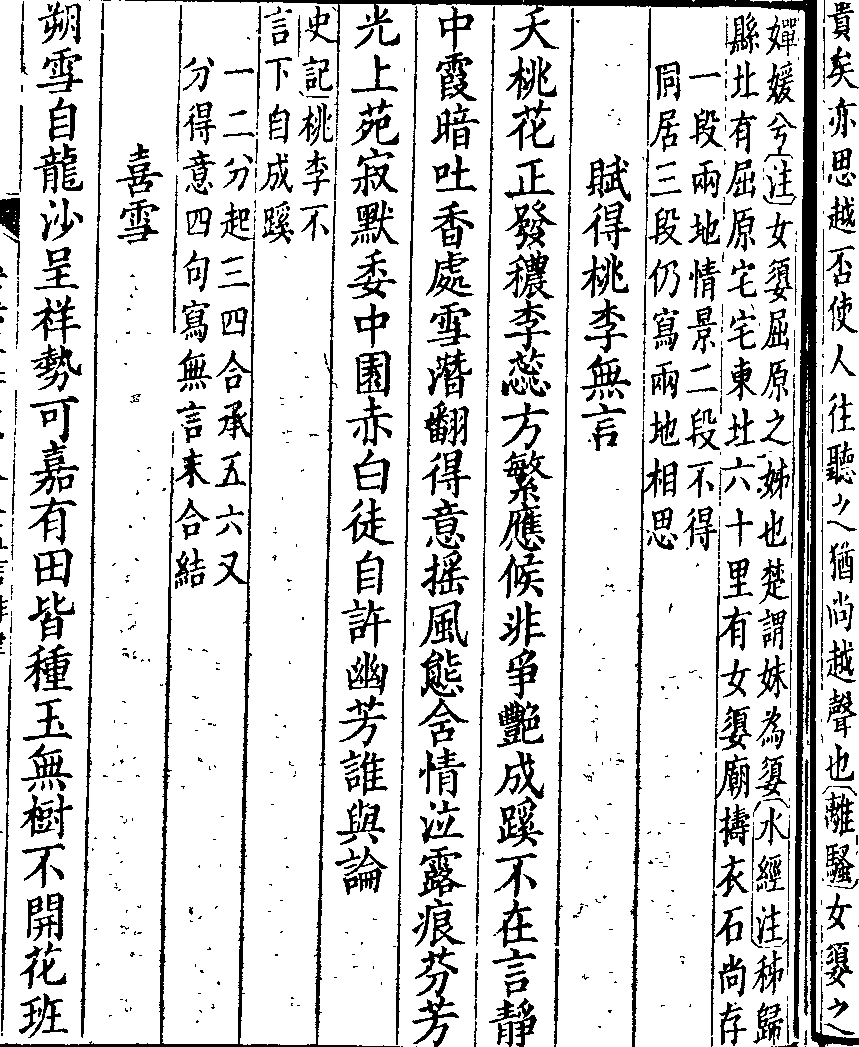 貴矣亦思越否使人往聽之猶尚越聲也離騷女嬃之
嬋媛兮注女嬃屈原之姊也楚謂妹為嬃水經注秭歸
縣北有屈原宅宅東北六十里有女嬃廟擣衣石尚存
一段兩地情景二段不得
同居三段仍寫兩地相思
賦得桃李無言
夭桃花正發穠李蕊方繁應候非爭艷成蹊不在言靜
中霞暗吐香處雪潛翻得意搖風態含情泣露痕芬芳
光上苑寂默委中園赤白徒自許幽芳誰與論
史記桃李不
言下自成蹊
一二分起三四合承五六又
分得意四句寫無言末合結
喜雪
朔雪自龍沙呈祥勢可嘉有田皆種玉無樹不開花班